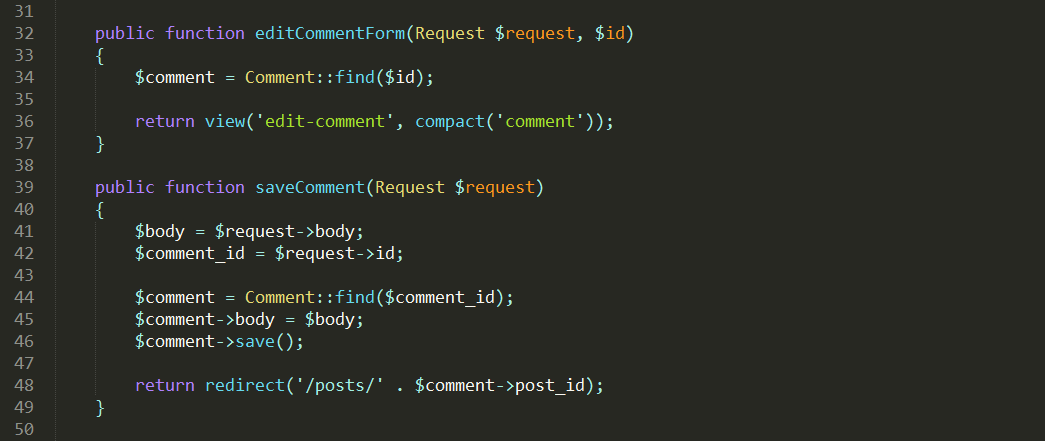 31
32 public function editCommentForm(Request $request, $id)
33 {
34 $comment = Comment::find($id);
35
36 return view('edit-comment', compact('comment'));
37 }
38
39 public function saveComment(Request $request)
40 {
41 $body = $request->body;
42 $comment_id = $request->id;
43
44 $comment = Comment::find($comment_id);
45 $comment->body = $body;
46 $comment->save();
47
48 return redirect('/posts/' . $comment->post_id);
49 }
50